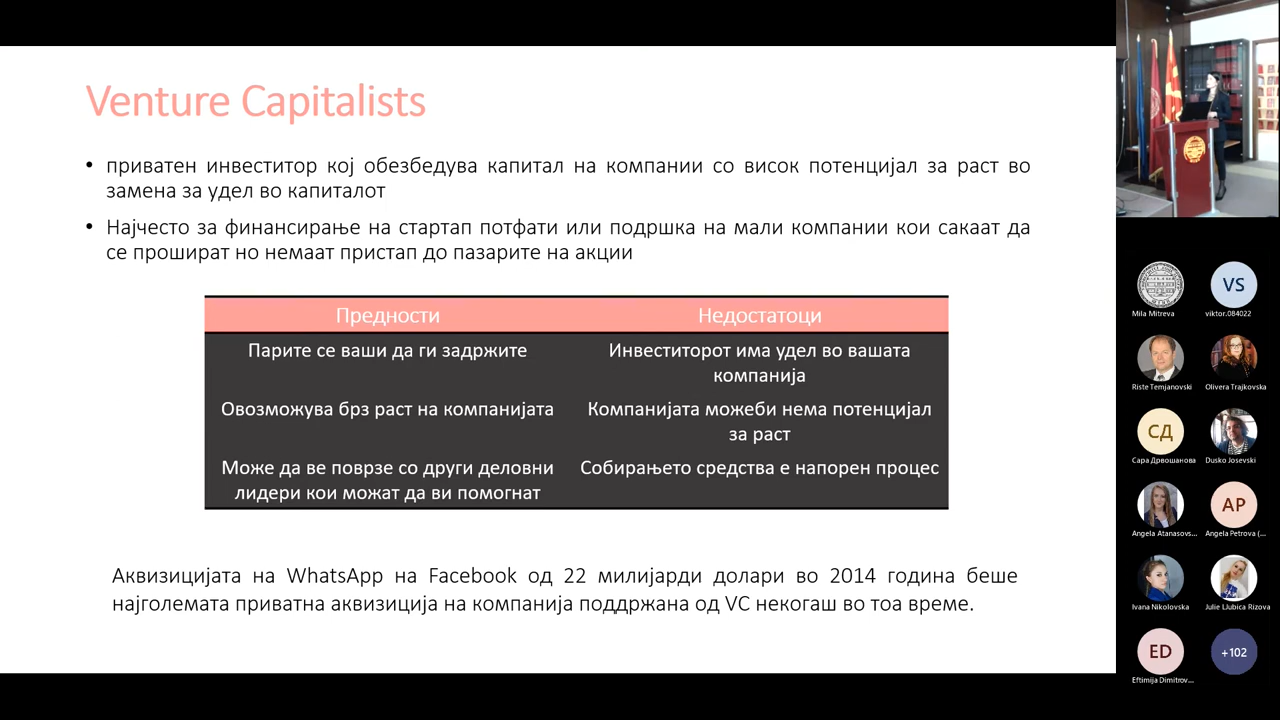 Venture Capitalists
• приватен инвеститор кој обезбедува капитал на компании со висок потенцијал за раст во
замена за удел во капиталот
• Најчесто за финансирање на стартап потфати или подршка на мали компании кои сакаат да
се прошират но немаат пристап до пазарите на акции
Предности
Недостатоци
Парите се ваши да ги задржите
Инвеститорот има удел во вашата
компанија
Овозможува брз раст на компанијата
Компанијата можеби нема потенцијал
за раст
Може да ве поврзе со други деловни
лидери кои можат да ви помогнат
Собирањето средства е напорен процес
Аквизицијата на WhatsApp на Facebook од 22 милијарди долари во 2014 година беше
најголемата приватна аквизиција на компанија поддржана од VC некогаш во тоа време.
VS
Mila Mitreva
viktor.084022
Riste Temjanovski
Olivera Trajkovska
СД
Сара Дрвошанова
Dusko Josevski
AP
Angela Atanasovs...
Angela Petrova (...
Ivana Nikolovska
Julie LJubica Rizova
ED
+102
Eftimija Dimitrov...